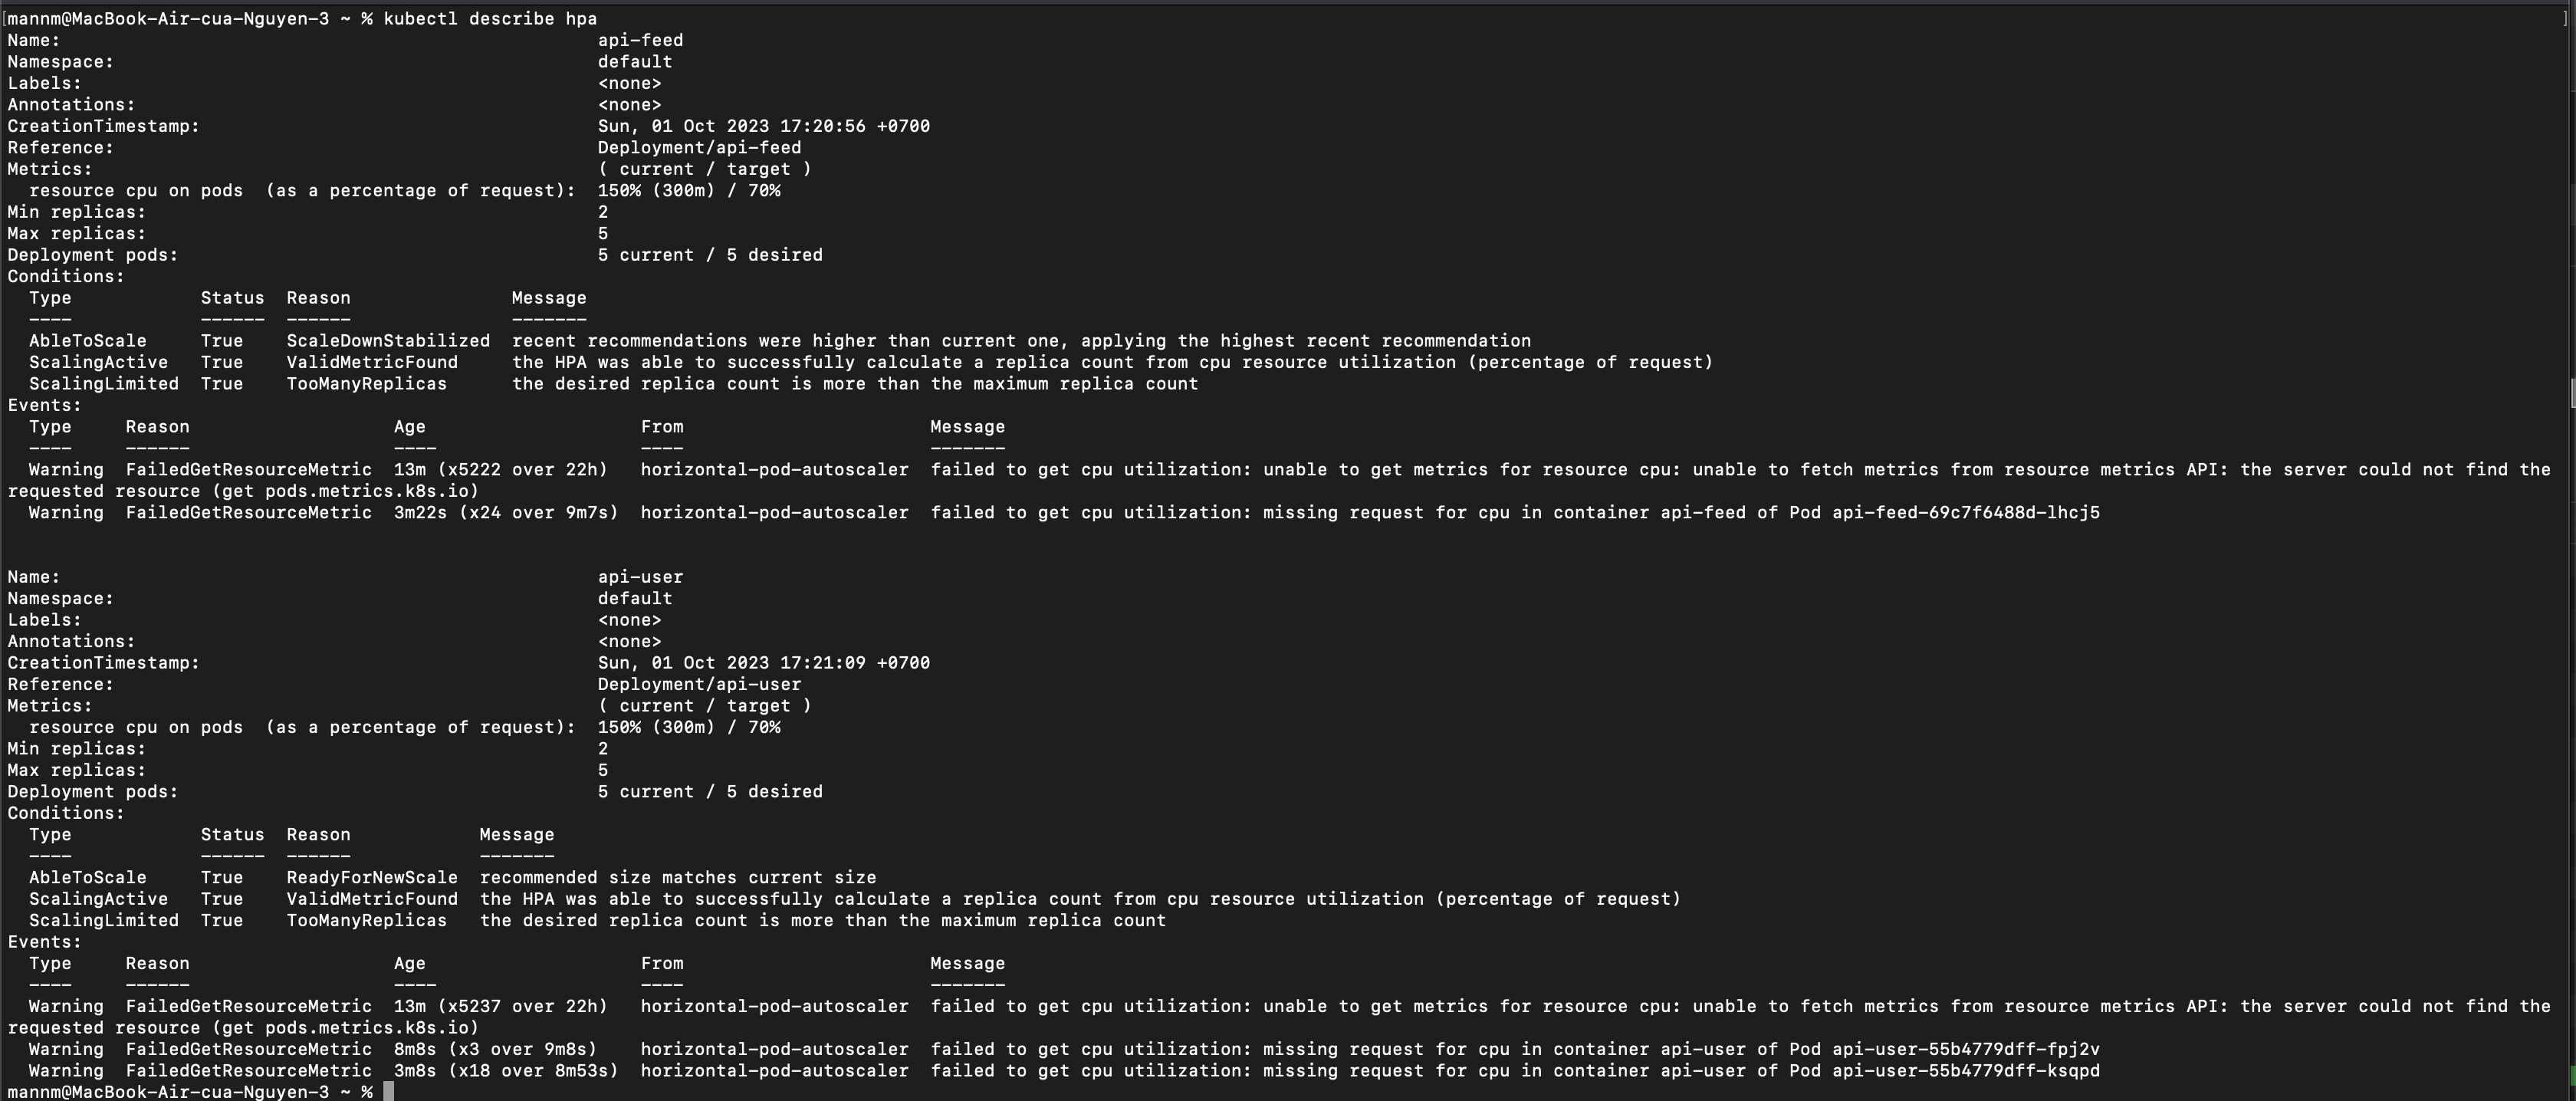 [mannm@MacBook-Air-cua-Nguyen-3 ~ % kubectl describe hpa ]
Name: api-feed
Namespace: default
Labels: <none>
Annotations: <none>
CreationTimestamp: Sun, 01 Oct 2023 17:20:56 +0700
Reference: Deployment/api-feed
Metrics: ( current / target )
resource cpu on pods (as a percentage of request): 150% (300m) / 70%
Min replicas: 2
Max replicas: 5
Deployment pods: 5 current / 5 desired
Conditions:
Type Status Reason Message
---- ------ ------ -------
AbleToScale True ScaleDownStabilized recent recommendations were higher than current one, applying the highest recent recommendation
ScalingActive True ValidMetricFound the HPA was able to successfully calculate a replica count from cpu resource utilization (percentage of request)
ScalingLimited True TooManyReplicas the desired replica count is more than the maximum replica count
Events:
Type Reason Age From Message
---- ------ ---- ---- -------
Warning FailedGetResourceMetric 13m (x5222 over 22h) horizontal-pod-autoscaler failed to get cpu utilization: unable to get metrics for resource cpu: unable to fetch metrics from resource metrics API: the server could not find the
requested resource (get pods.metrics.k8s.io)
Warning FailedGetResourceMetric 3m22s (x24 over 9m7s) horizontal-pod-autoscaler failed to get cpu utilization: missing request for cpu in container api-feed of Pod api-feed-69c7f6488d-lhcj5
Name: api-user
Namespace: default
Labels: <none>
Annotations: <none>
CreationTimestamp: Sun, 01 Oct 2023 17:21:09 +0700
Reference: Deployment/api-user
Metrics: ( current / target )
resource cpu on pods (as a percentage of request): 150% (300m) / 70%
Min replicas: 2
Max replicas: 5
Deployment pods: 5 current / 5 desired
Conditions:
Type Status Reason Message
---- ------ ------ -------
AbleToScale True ReadyForNewScale recommended size matches current size
ScalingActive True ValidMetricFound the HPA was able to successfully calculate a replica count from cpu resource utilization (percentage of request)
ScalingLimited True TooManyReplicas the desired replica count is more than the maximum replica count
Events:
Type Reason Age From Message
---- ------ ---- ---- -------
Warning FailedGetResourceMetric 13m (x5237 over 22h) horizontal-pod-autoscaler failed to get cpu utilization: unable to get metrics for resource cpu: unable to fetch metrics from resource metrics API: the server could not find the
requested resource (get pods.metrics.k8s.io)
Warning FailedGetResourceMetric 8m8s (x3 over 9m8s) horizontal-pod-autoscaler failed to get cpu utilization: missing request for cpu in container api-user of Pod api-user-55b4779dff-fpj2v
Warning FailedGetResourceMetric 3m8s (x18 over 8m53s) horizontal-pod-autoscaler failed to get cpu utilization: missing request for cpu in container api-user of Pod api-user-55b4779dff-ksqpd
mannm@MacBook-Air-cua-Nguyen-3 ~ %